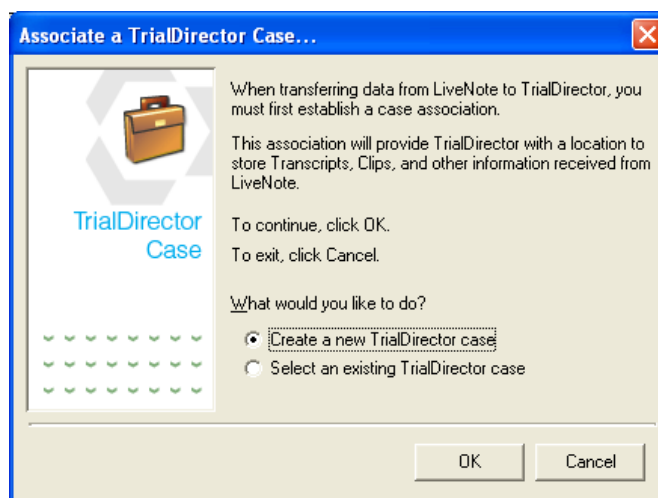 Associate a TrialDirector Case...
When transferring data from LiveNote to TrialDirector, you
must first establish a case association.
This association will provide TrialDirector with a location to
store Transcripts, Clips, and other information received from
LiveNote.
TrialDirector
Case
To continue, click OK.
To exit, click Cancel.
What would you like to do?
Create a new TrialDirector case
Select an existing TrialDirector case
OK
Cancel